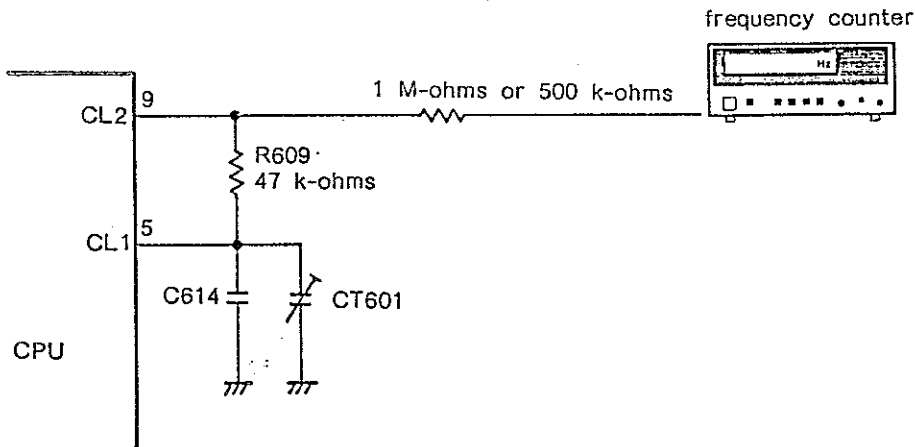 frequency counter
Hz
1 M-ohms or 500 k-ohms
9
CL2
R609
47 k-ohms
5
CL1
C614
CT601
CPU